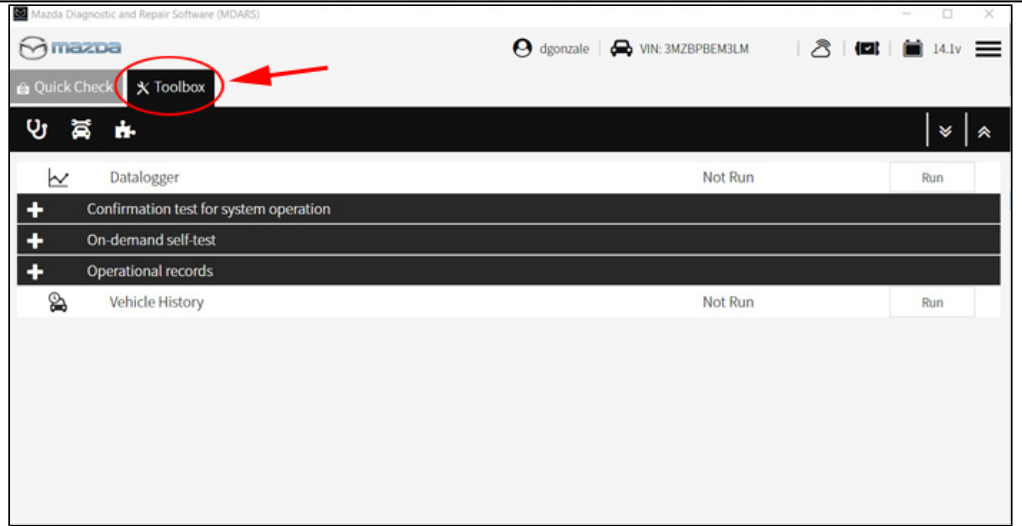 Mazda Diagnostic and Repair Software (MDARS)
mazda dgonzale VIN: 3MZBPBEM3LM 14.1v
Quick Check Toolbox
Datalogger Not Run Run
Confirmation test for system operation
On-demand self-test
Operational records
Vehicle History Not Run Run